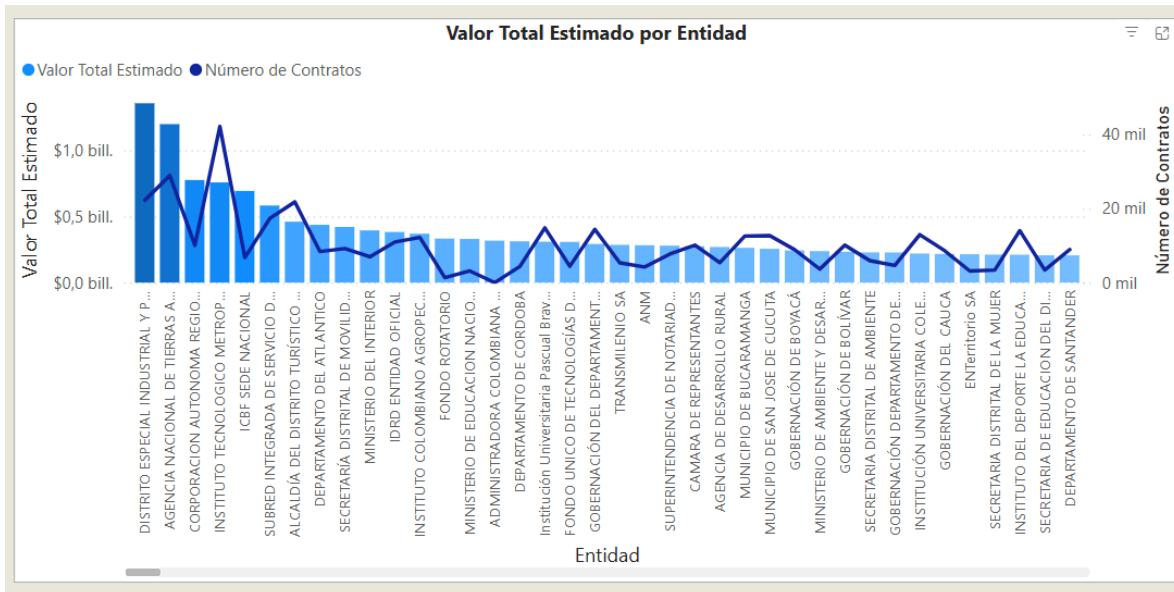 Valor Total Estimado por Entidad
Valor Total Estimado Número de Contratos
Valor Total Estimado
$1,0 bill.
$0,5 bill.
$0,0 bill.
40 mil
20 mil
0 mil
Número de Contratos
DISTRITO ESPECIAL INDUSTRIAL Y P...
AGENCIA NACIONAL DE TIERRAS A...
CORPORACION AUTONOMA REGIO...
INSTITUTO TECNOLOGICO METROP...
ICBF SEDE NACIONAL
SUBRED INTEGRADA DE SERVICIO D...
ALCALDÍA DEL DISTRITO TURÍSTICO ...
DEPARTAMENTO DEL ATLANTICO
SECRETARÍA DISTRITAL DE MOVILID...
MINISTERIO DEL INTERIOR
IDRD ENTIDAD OFICIAL
INSTITUTO COLOMBIANO AGROPEC...
FONDO ROTATORIO
MINISTERIO DE EDUCACION NACIO...
ADMINISTRADORA COLOMBIANA ...
DEPARTAMENTO DE CORDOBA
Institución Universitaria Pascual Brav...
FONDO UNICO DE TECNOLOGÍAS D...
GOBERNACIÓN DEL DEPARTAMENT...
TRANSMILENIO SA
ANM
SUPERINTENDENCIA DE NOTARIAD...
CAMARA DE REPRESENTANTES
AGENCIA DE DESARROLLO RURAL
MUNICIPIO DE BUCARAMANGA
MUNICIPIO DE SAN JOSE DE CUCUTA
GOBERNACIÓN DE BOYACÁ
MINISTERIO DE AMBIENTE Y DESAR...
GOBERNACIÓN DE BOLÍVAR
SECRETARIA DISTRITAL DE AMBIENTE
GOBERNACIÓN DEPARTAMENTO DE...
INSTITUCIÓN UNIVERSITARIA COLE...
GOBERNACIÓN DEL CAUCA
ENTerritorio SA
SECRETARIA DISTRITAL DE LA MUJER
INSTITUTO DEL DEPORTE LA EDUCA...
SECRETARIA DE EDUCACION DEL DI...
DEPARTAMENTO DE SANTANDER
Entidad